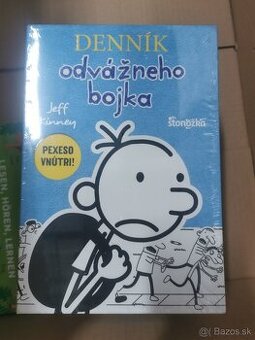 DENNÍK
odvážneho
bojka
Jeff
Kinney
stonožka
PEXESO
VNÚTRI!
LESEN, HÖREN, LERNEN
© Bazos.sk